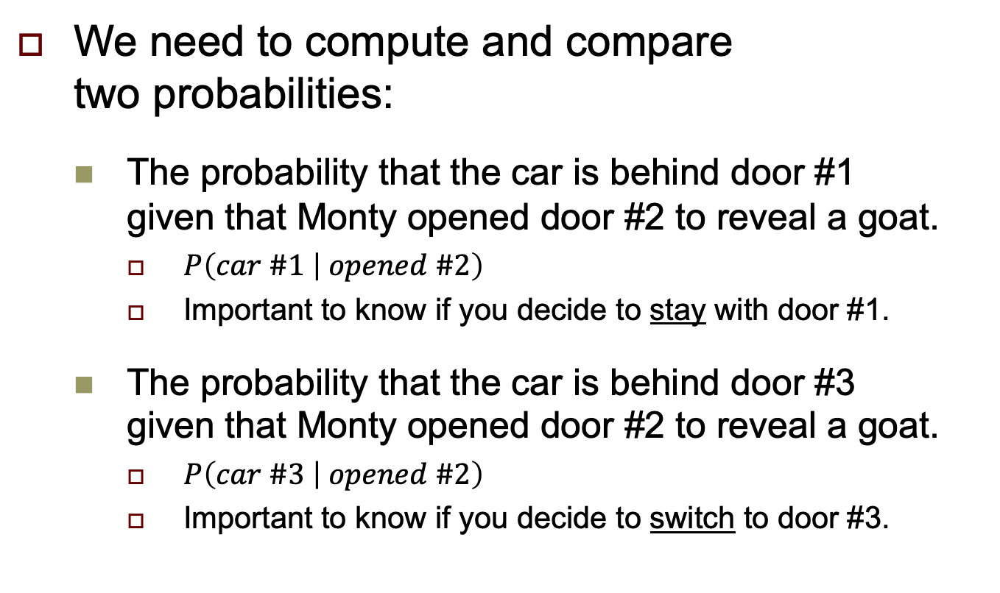 We need to compute and compare
two probabilities:
The probability that the car is behind door #1
given that Monty opened door #2 to reveal a goat.
P(car #1 | opened #2)
Important to know if you decide to stay with door #1.
The probability that the car is behind door #3
given that Monty opened door #2 to reveal a goat.
P(car #3 | opened #2)
Important to know if you decide to switch to door #3.